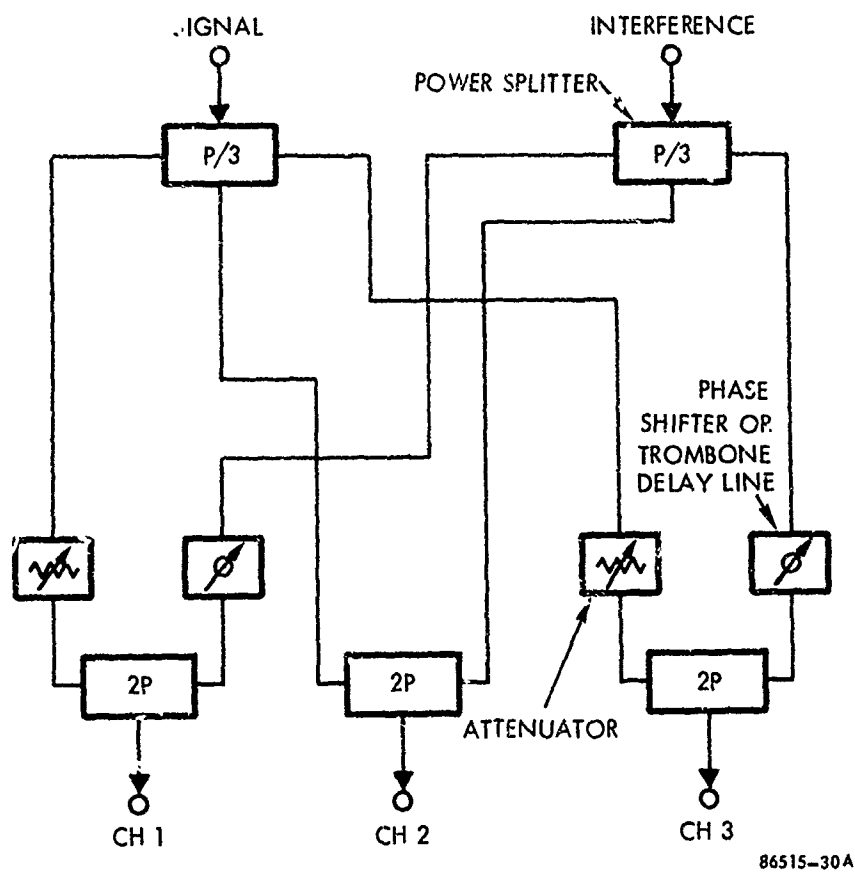 .IGNAL
INTERFERENCE
POWER SPLITTER
P/3
P/3
PHASE
SHIFTER OR
TROMBONE
DELAY LINE
2P
2P
2P
ATTENUATOR
CH 1
CH 2
CH 3
86515-30A